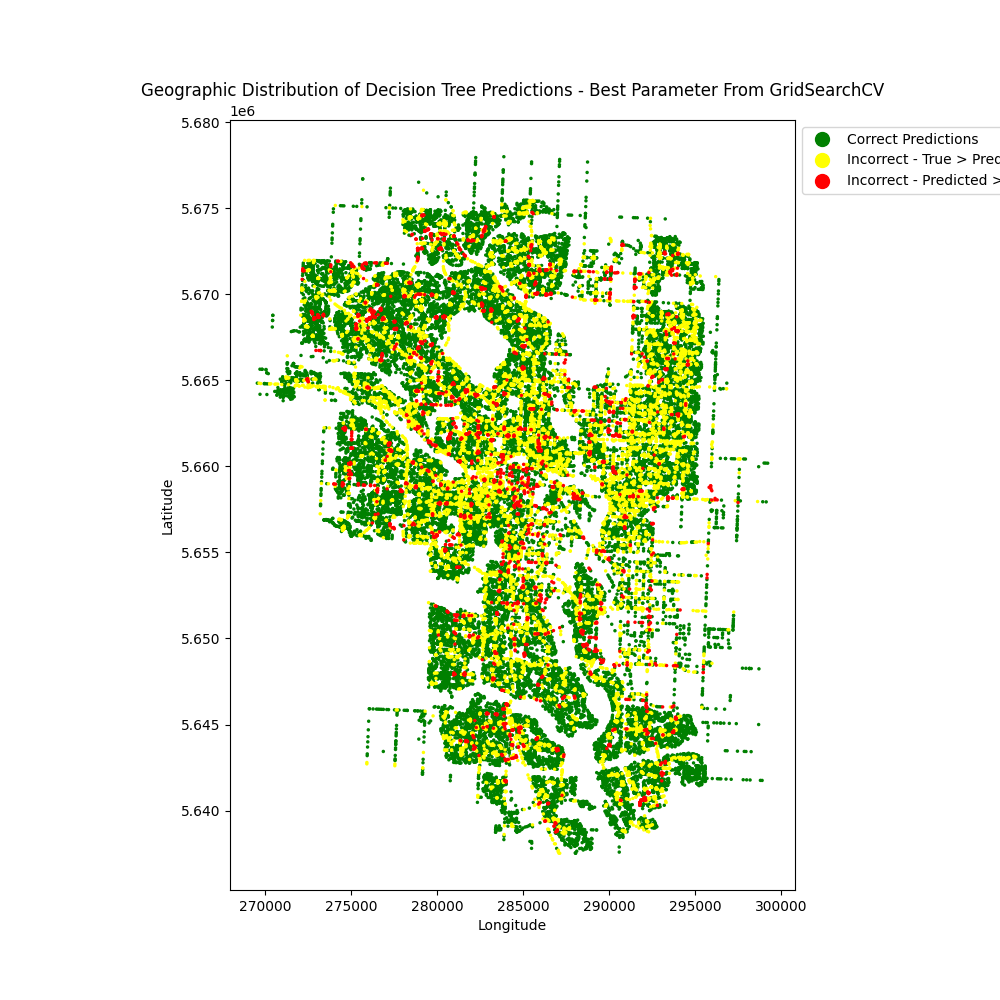 Geographic Distribution of Decision Tree Predictions - Best Parameter From GridSearchCV
1e6
5.680
5.675
5.670
5.665
5.660
5.655
5.650
5.645
5.640
Latitude
270000 275000 280000 285000 290000 295000 300000
Longitude
Correct Predictions
Incorrect - True > Pred
Incorrect - Predicted >